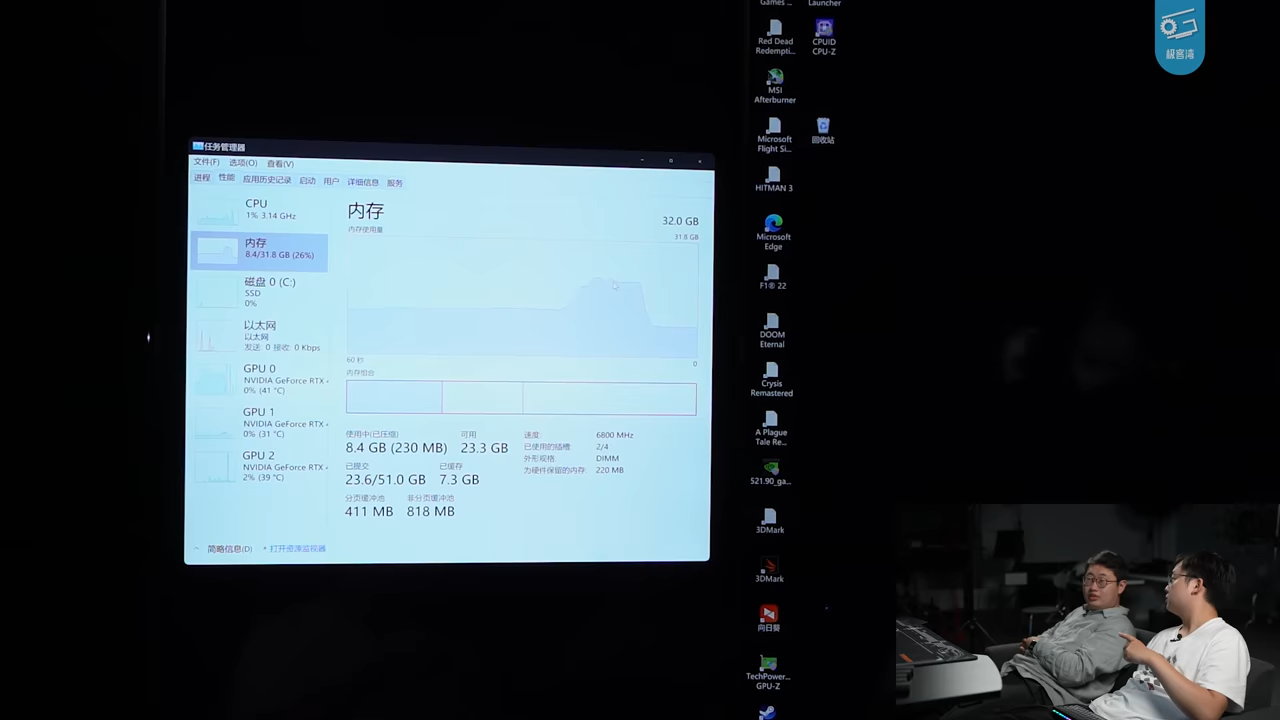 任务管理器
文件(F) 选项(O) 查看(V)
进程 性能 应用历史记录 启动 用户 详细信息 服务
CPU
1% 3.14 GHz
内存
8.4/31.8 GB (26%)
磁盘 0 (C:)
SSD
0%
以太网
以太网
发送: 0 接收: 0 Kbps
GPU 0
NVIDIA GeForce RTX 4
0% (41 °C)
GPU 1
NVIDIA GeForce RTX 4
0% (31 °C)
GPU 2
NVIDIA GeForce RTX 4
2% (39 °C)
简略信息(D)
打开资源监视器
内存
32.0 GB
内存使用量
31.8 GB
60 秒
0
内存组合
使用中(已压缩)
8.4 GB (230 MB)
可用
23.3 GB
已提交
23.6/51.0 GB
已缓存
7.3 GB
分页缓冲池
411 MB
非分页缓冲池
818 MB
速度: 6800 MHz
已使用的插槽: 2/4
外形规格: DIMM
为硬件保留的内存: 220 MB
Games ...
Launcher
Red Dead
Redempti...
CPUID
CPU-Z
MSI
Afterburner
Microsoft
Flight Si...
回收站
HITMAN 3
Microsoft
Edge
F1® 22
DOOM
Eternal
Crysis
Remastered
A Plague
Tale Re...
521.90_ga...
3DMark
3DMark
向日葵
TechPower...
GPU-Z
极客湾